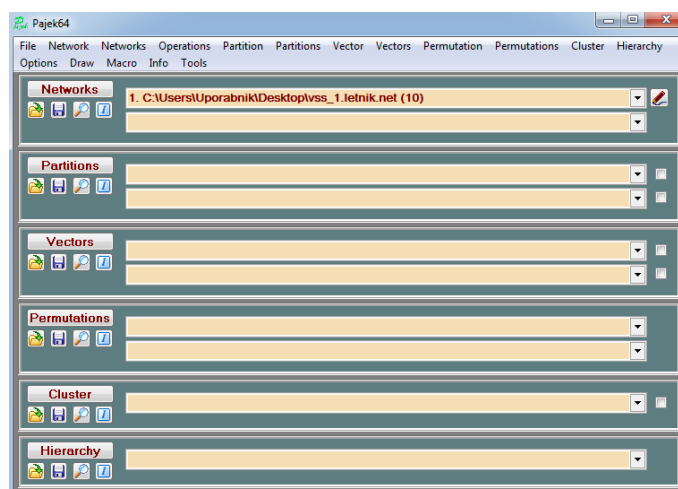 Pajek64
File Network Networks Operations Partition Partitions Vector Vectors Permutation Permutations Cluster Hierarchy
Options Draw Macro Info Tools
Networks
1. C:\Users\Uporabnik\Desktop\vss_1.letnik.net (10)
Partitions
Vectors
Permutations
Cluster
Hierarchy